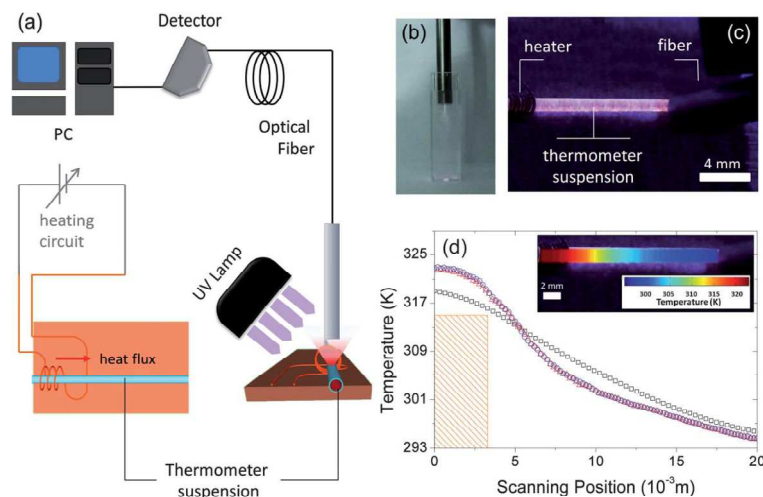 (a)
Detector
PC
Optical
Fiber
heating
circuit
UV Lamp
heat flux
Thermometer
suspension
(b)
heater
fiber
(c)
thermometer
suspension
4 mm
(d)
325
317
309
301
293
Temperature (K)
0
5
10
15
20
Scanning Position (10⁻³m)
2 mm
300 305 310 315 320
Temperature (K)